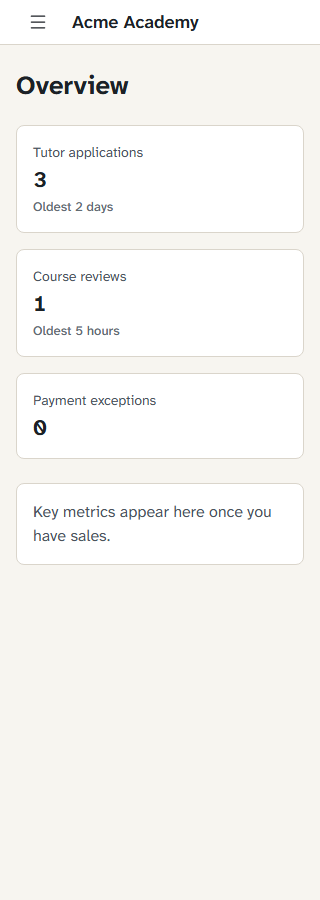 Acme Academy
Overview
Tutor applications
3
Oldest 2 days
Course reviews
1
Oldest 5 hours
Payment exceptions
0
Key metrics appear here once you
have sales.